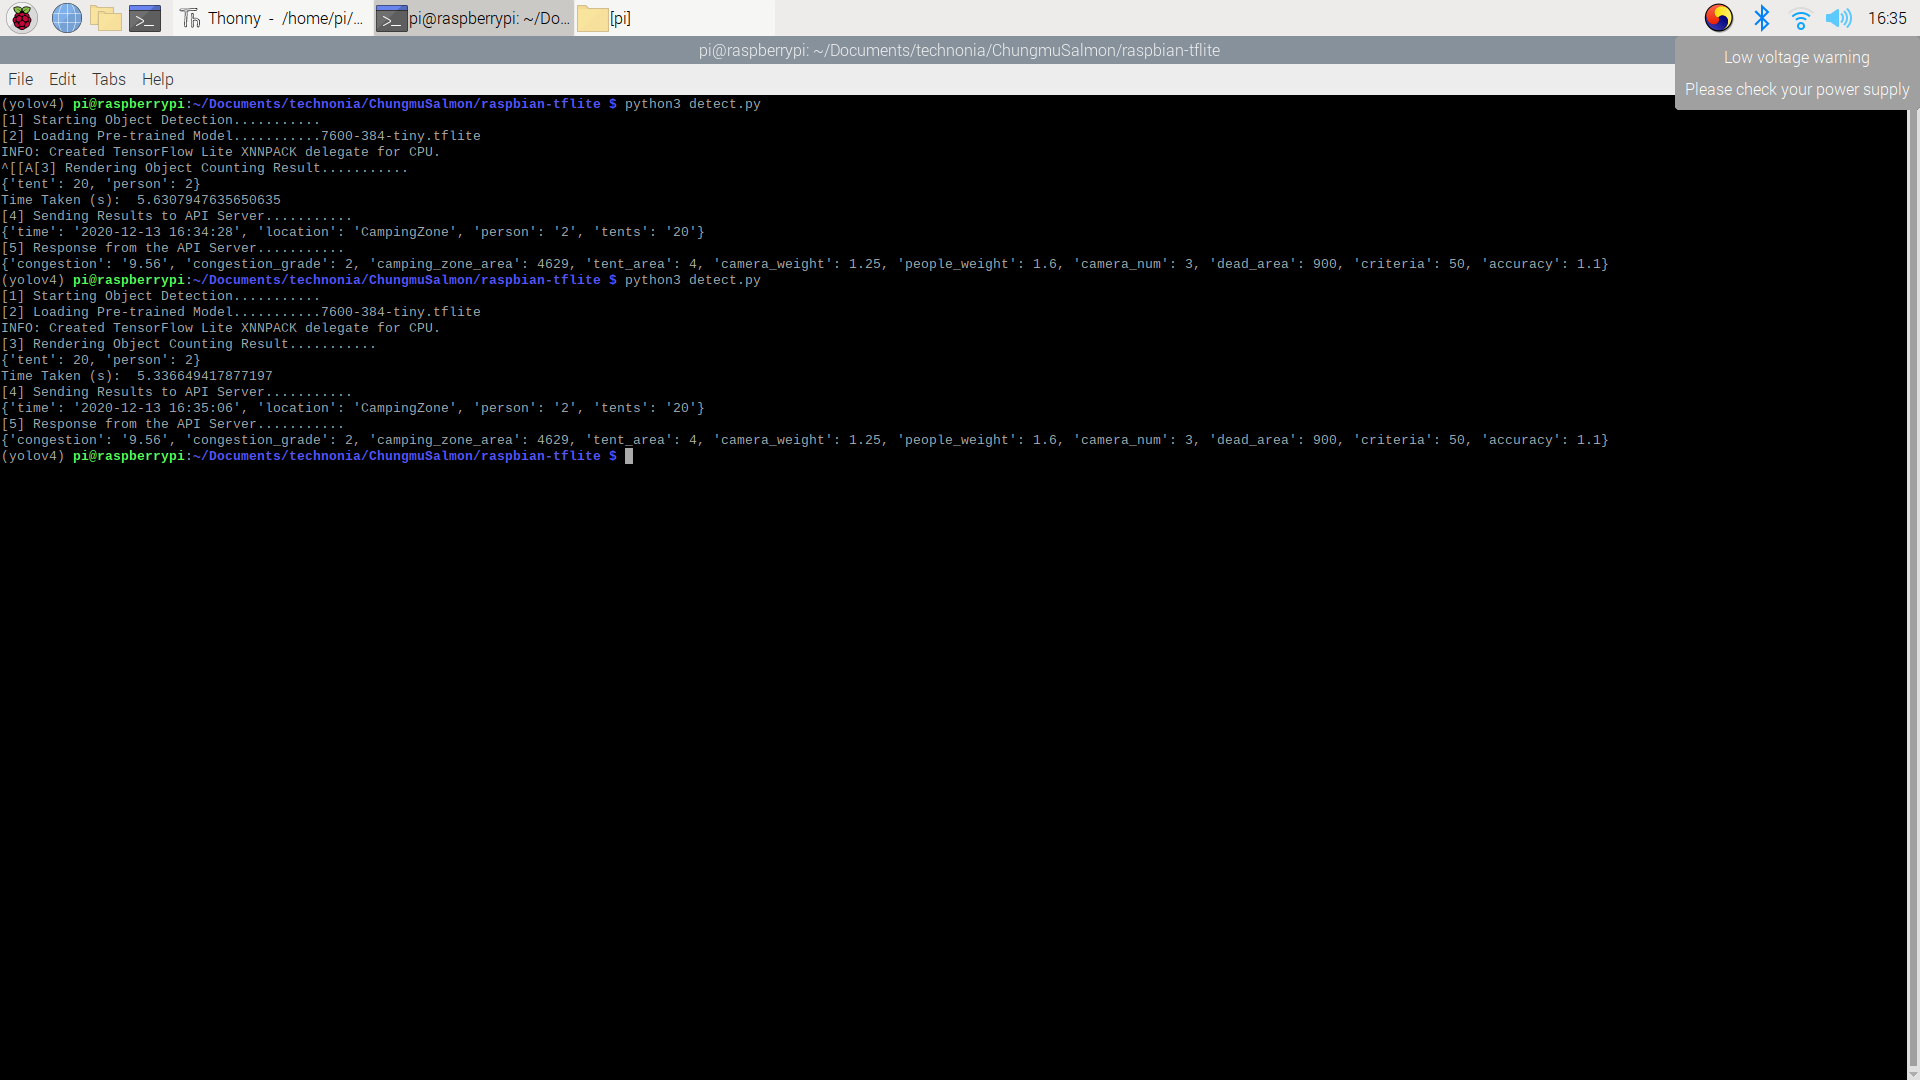 Thonny - /home/pi/...
pi@raspberrypi: ~/Do...
[pi]
16:35
pi@raspberrypi: ~/Documents/technonia/ChungmuSalmon/raspbian-tflite
Low voltage warning
Please check your power supply
File Edit Tabs Help
(yolov4) pi@raspberrypi:~/Documents/technonia/ChungmuSalmon/raspbian-tflite $ python3 detect.py
[1] Starting Object Detection...........
[2] Loading Pre-trained Model...........7600-384-tiny.tflite
INFO: Created TensorFlow Lite XNNPACK delegate for CPU.
^[[A[3] Rendering Object Counting Result...........
{'tent': 20, 'person': 2}
Time Taken (s):  5.6307947635650635
[4] Sending Results to API Server...........
{'time': '2020-12-13 16:34:28', 'location': 'CampingZone', 'person': '2', 'tents': '20'}
[5] Response from the API Server...........
{'congestion': '9.56', 'congestion_grade': 2, 'camping_zone_area': 4629, 'tent_area': 4, 'camera_weight': 1.25, 'people_weight': 1.6, 'camera_num': 3, 'dead_area': 900, 'criteria': 50, 'accuracy': 1.1}
(yolov4) pi@raspberrypi:~/Documents/technonia/ChungmuSalmon/raspbian-tflite $ python3 detect.py
[1] Starting Object Detection...........
[2] Loading Pre-trained Model...........7600-384-tiny.tflite
INFO: Created TensorFlow Lite XNNPACK delegate for CPU.
[3] Rendering Object Counting Result...........
{'tent': 20, 'person': 2}
Time Taken (s):  5.336649417877197
[4] Sending Results to API Server...........
{'time': '2020-12-13 16:35:06', 'location': 'CampingZone', 'person': '2', 'tents': '20'}
[5] Response from the API Server...........
{'congestion': '9.56', 'congestion_grade': 2, 'camping_zone_area': 4629, 'tent_area': 4, 'camera_weight': 1.25, 'people_weight': 1.6, 'camera_num': 3, 'dead_area': 900, 'criteria': 50, 'accuracy': 1.1}
(yolov4) pi@raspberrypi:~/Documents/technonia/ChungmuSalmon/raspbian-tflite $